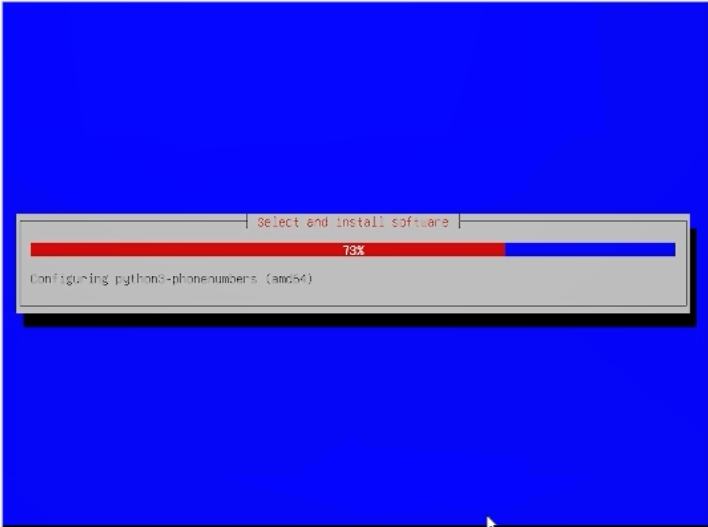 Select and install software
73%
Configuring python3-phonenumbers (amd64)